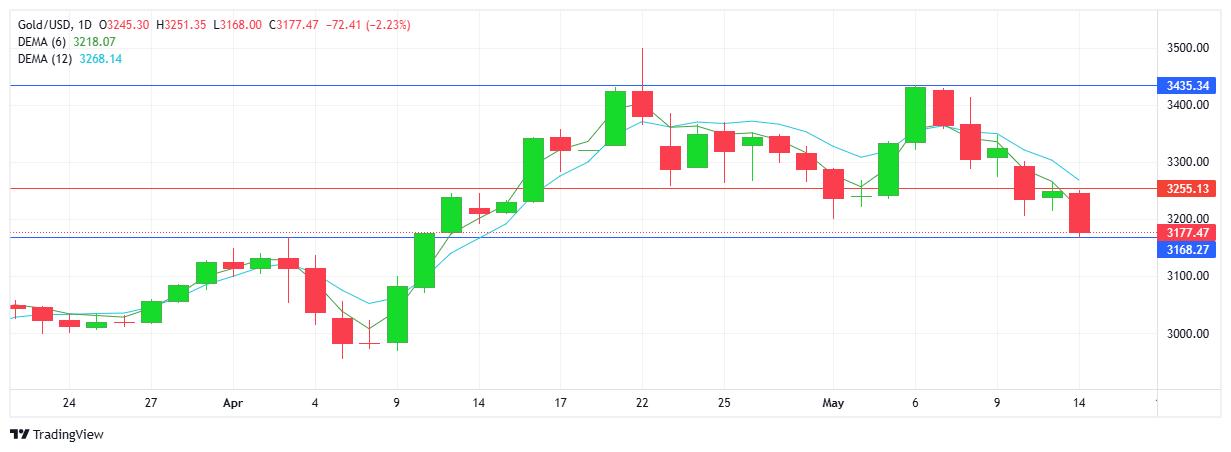 Gold/USD, 1D O3245.30 H3251.35 L3168.00 C3177.47 −72.41 (−2.23%)
DEMA (6) 3218.07
DEMA (12) 3268.14
3500.00
3435.34
3400.00
3300.00
3255.13
3200.00
3177.47
3168.27
3100.00
3000.00
24 27 Apr 4 9 14 17 22 25 May 6 9 14
TradingView